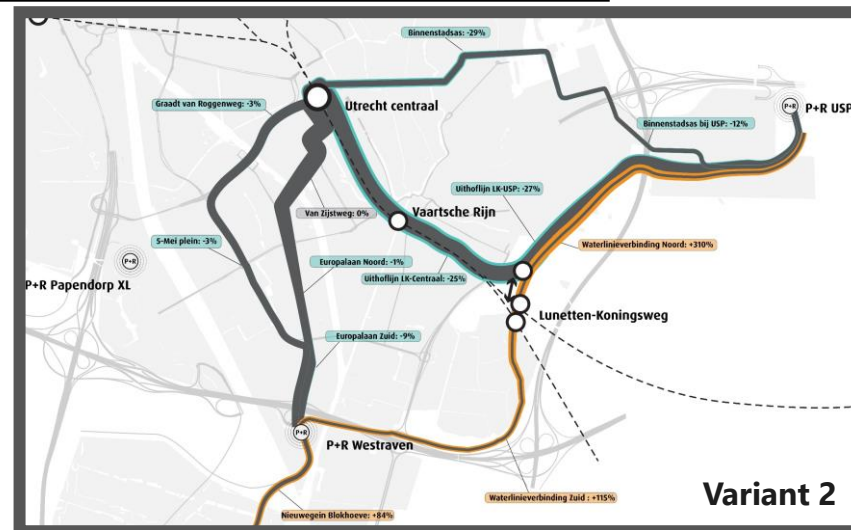 Binnenstadsas: -29%
Graadt van Roggenweg: -3%
Utrecht centraal
P+R
P+R USP
Binnenstadsas bij USP: -12%
Uithoflijn LK-USP: -27%
Van Zijstweg: 0%
Vaartsche Rijn
5-Mei plein: -3%
Waterlinieverbinding Noord: +310%
Europalaan Noord: -1%
P+R
Uithoflijn LK-Centraal: -25%
P+R Papendorp XL
Lunetten-Koningsweg
Europalaan Zuid: -9%
P+R
P+R Westraven
Waterlinieverbinding Zuid : +115%
Variant 2
Nieuwegein Blokhoeve: +84%